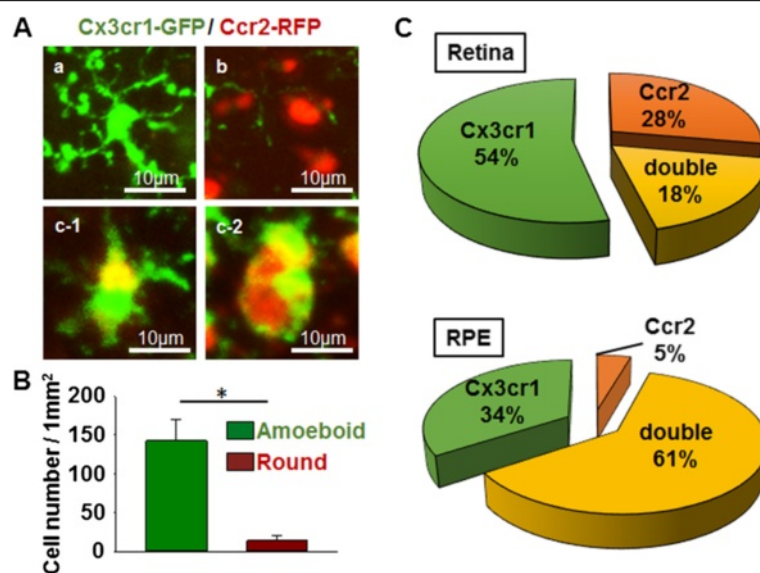 A
Cx3cr1-GFP / Ccr2-RFP
a
10μm
b
10μm
c-1
10μm
c-2
10μm
B
Cell number / 1mm²
200
150
100
50
0
*
Amoeboid
Round
C
Retina
Cx3cr1
54%
Ccr2
28%
double
18%
RPE
Ccr2
5%
Cx3cr1
34%
double
61%